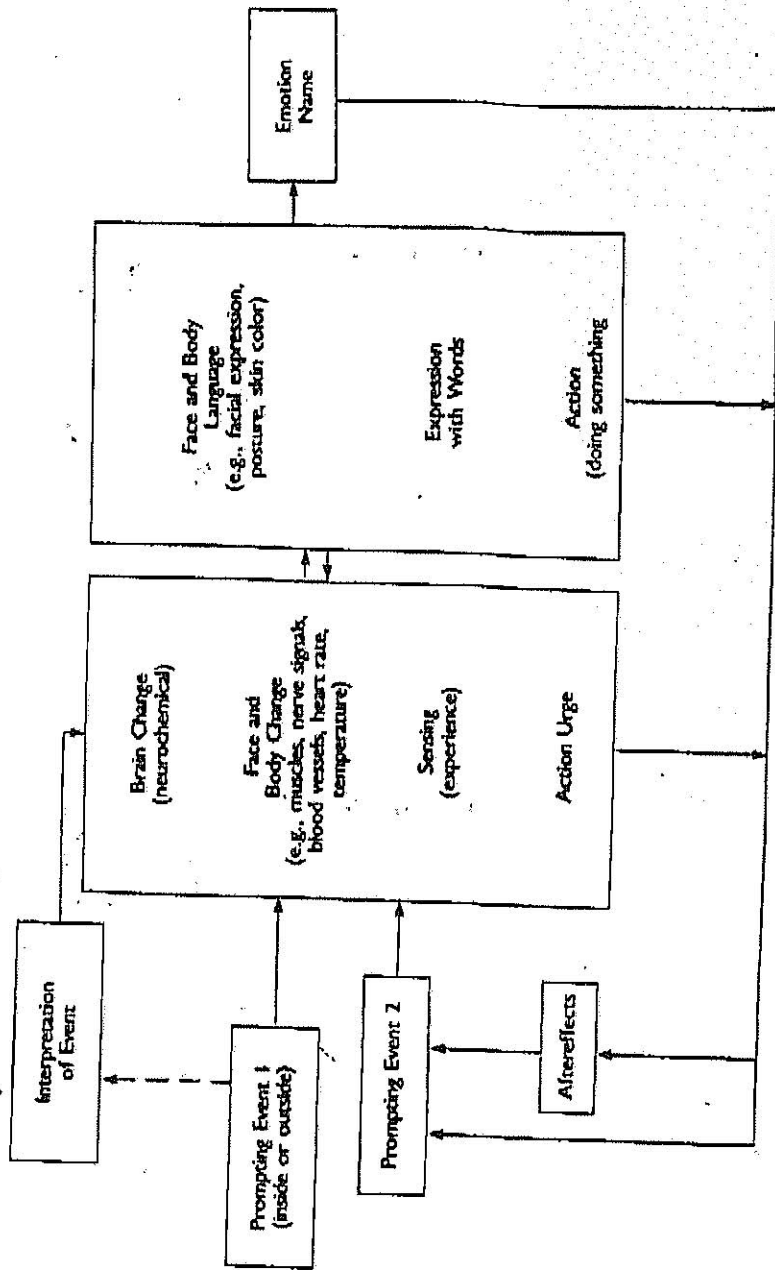 Interpretation
of Event
Prompting Event 1
(inside or outside)
Prompting Event 2
Aftereffects
Brain Change
(neurochemical)
Face and
Body Change
(e.g., muscles, nerve signals,
blood vessels, heart rate,
temperature)
Sensing
(experience)
Action Urge
Face and Body
Language
(e.g., facial expression,
posture, skin color)
Expression
with Words
Action
(doing something
Emotion
Name